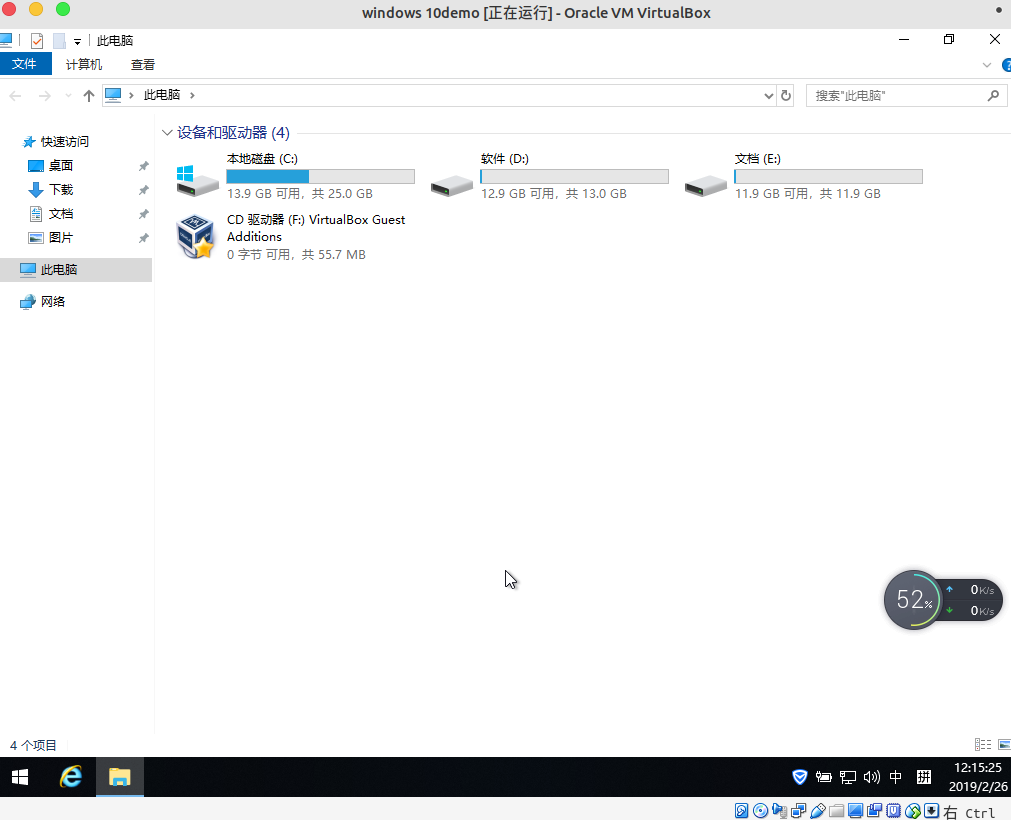 windows 10demo [正在运行] - Oracle VM VirtualBox
此电脑
文件 计算机 查看
此电脑
搜索"此电脑"
快速访问
桌面
下载
文档
图片
此电脑
网络
设备和驱动器 (4)
本地磁盘 (C:)
13.9 GB 可用，共 25.0 GB
软件 (D:)
12.9 GB 可用，共 13.0 GB
文档 (E:)
11.9 GB 可用，共 11.9 GB
CD 驱动器 (F:) VirtualBox Guest
Additions
0 字节 可用，共 55.7 MB
52%
0K/s
0K/s
4 个项目
中 拼
12:15:25
2019/2/26
右 Ctrl